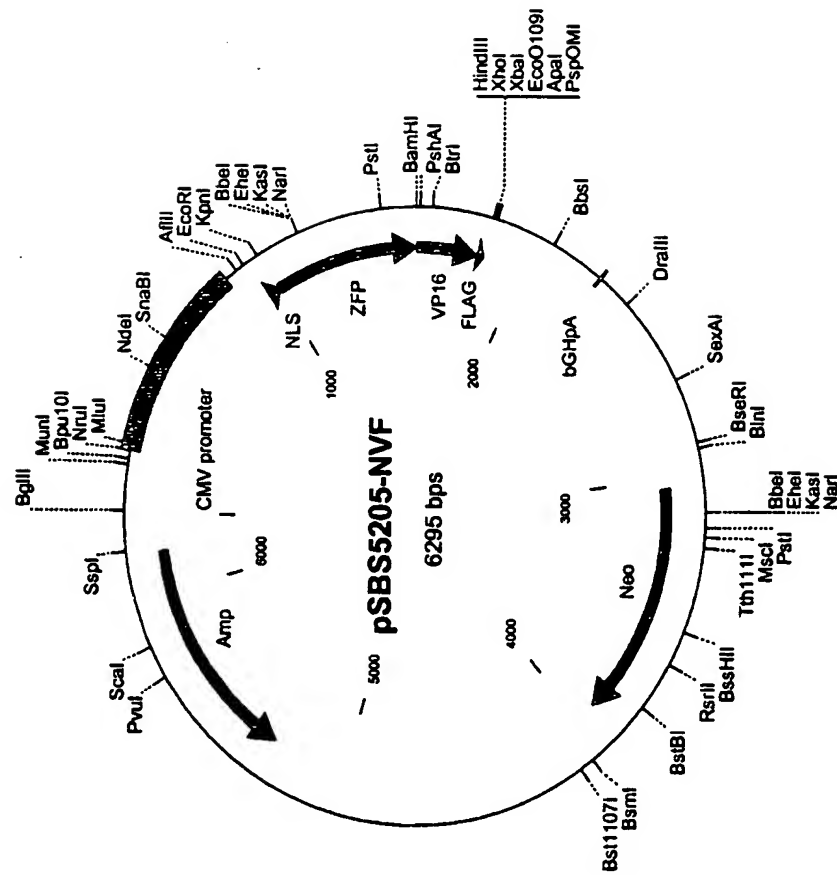 HindIII
XhoI
XbaI
EcoO109I
ApaI
PspOMI
BamHI
PshAI
BtrI
PstI
BbeI
EheI
KasI
NarI
AflII
EcoRI
KpnI
SnaBI
NdeI
MunI
Bpu10I
NruI
MluI
BglII
SspI
ScaI
PvuI
BbsI
DraIII
SexAI
BseRI
BlnI
BbeI
EheI
KasI
NarI
PstI
MscI
Tth111I
BssHII
RsrII
BstBI
BsmI
Bst1107I
CMV promoter
NLS
ZFP
VP16
FLAG
bGHpA
Neo
Amp
1000
2000
3000
4000
5000
6000
pSBS5205-NVF
6295 bps